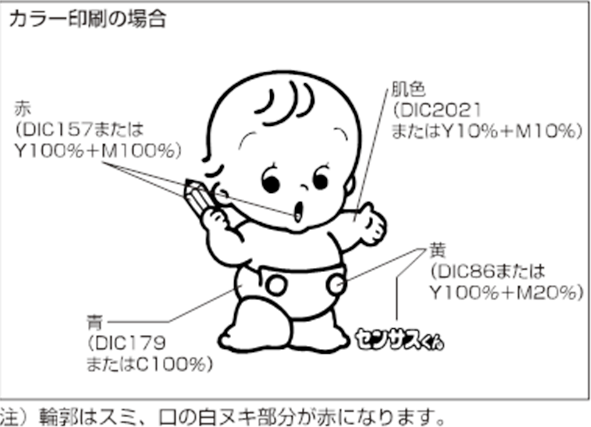 カラー印刷の場合
赤
(DIC157または
Y100%+M100%)
肌色
(DIC2021
またはY10%+M10%)
黄
(DIC86または
Y100%+M20%)
青
(DIC179
またはC100%)
センサスくん
注）輪郭はスミ、口の白ヌキ部分が赤になります。